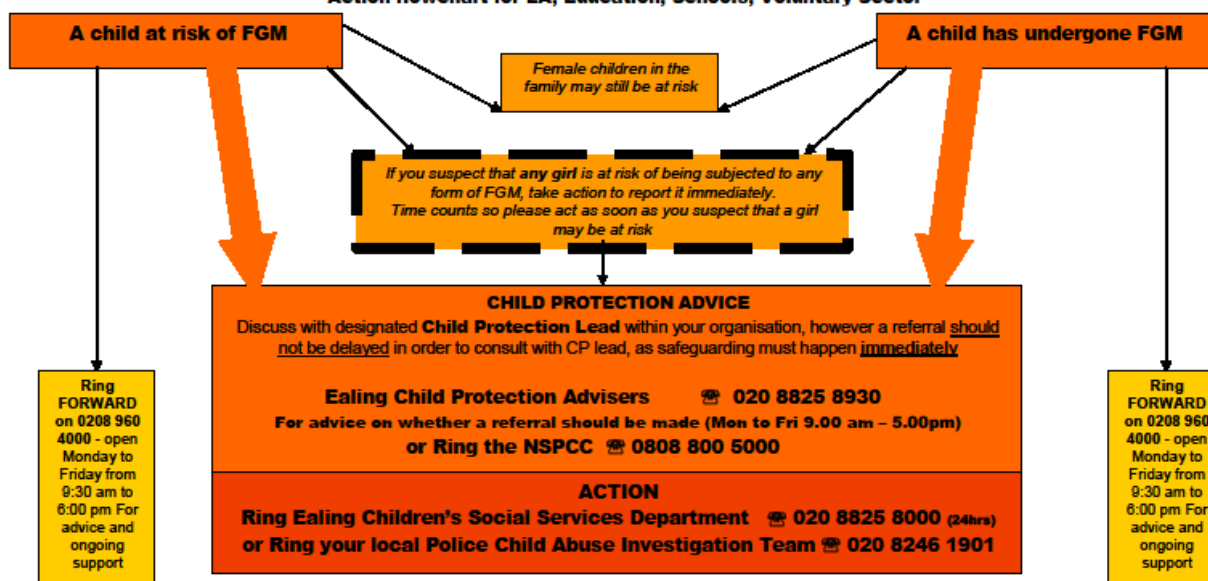 Action flowchart for LA, Education, Schools, Voluntary Sector
A child at risk of FGM
A child has undergone FGM
Female children in the
family may still be at risk
If you suspect that any girl is at risk of being subjected to any
form of FGM, take action to report it immediately.
Time counts so please act as soon as you suspect that a girl
may be at risk
CHILD PROTECTION ADVICE
Discuss with designated Child Protection Lead within your organisation, however a referral should
not be delayed in order to consult with CP lead, as safeguarding must happen immediately
Ealing Child Protection Advisers ☎ 020 8825 8930
For advice on whether a referral should be made (Mon to Fri 9.00 am – 5.00pm)
or Ring the NSPCC ☎ 0808 800 5000
ACTION
Ring Ealing Children's Social Services Department ☎ 020 8825 8000 (24hrs)
or Ring your local Police Child Abuse Investigation Team ☎ 020 8246 1901
Ring
FORWARD
on 0208 960
4000 - open
Monday to
Friday from
9:30 am to
6:00 pm For
advice and
ongoing
support
Ring
FORWARD
on 0208 960
4000 - open
Monday to
Friday from
9:30 am to
6:00 pm For
advice and
ongoing
support